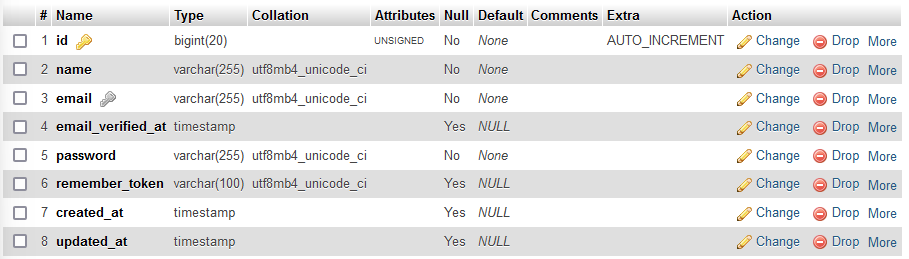 # Name Type Collation Attributes Null Default Comments Extra Action
1 id bigint(20) UNSIGNED No None AUTO_INCREMENT Change Drop More
2 name varchar(255) utf8mb4_unicode_ci No None Change Drop More
3 email varchar(255) utf8mb4_unicode_ci No None Change Drop More
4 email_verified_at timestamp Yes NULL Change Drop More
5 password varchar(255) utf8mb4_unicode_ci No None Change Drop More
6 remember_token varchar(100) utf8mb4_unicode_ci Yes NULL Change Drop More
7 created_at timestamp Yes NULL Change Drop More
8 updated_at timestamp Yes NULL Change Drop More